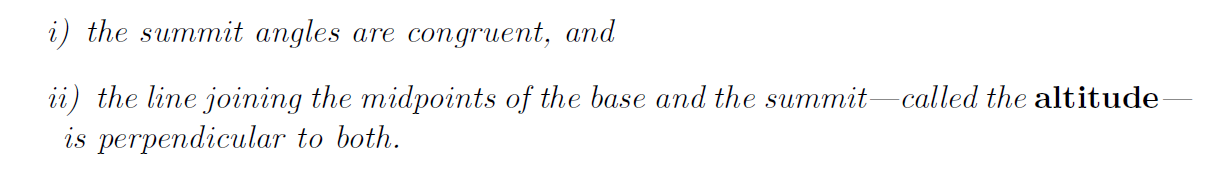 i) the summit angles are congruent, and
ii) the line joining the midpoints of the base and the summit—called the altitude—
is perpendicular to both.